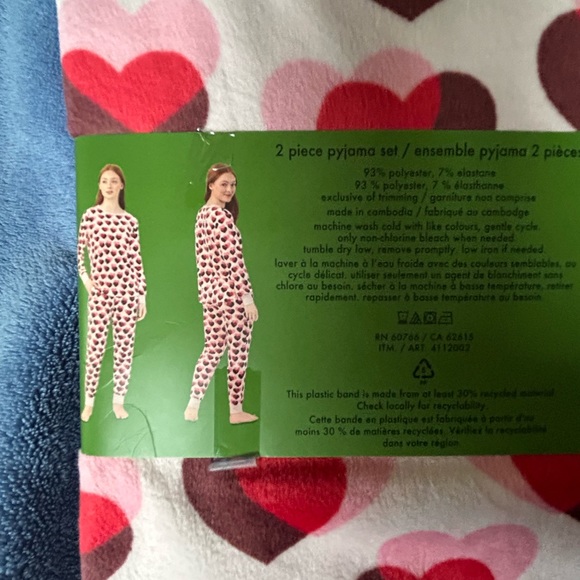 2 piece pyjama set / ensemble pyjama 2 pièces
93% polyester, 7% elastane
93 % polyester, 7 % élasthanne
exclusive of trimming / garniture non comprise
made in cambodia / fabriqué au cambodge
machine wash cold with like colours, gentle cycle.
only non-chlorine bleach when needed.
tumble dry low, remove promptly. low iron if needed.
laver à la machine à l'eau froide avec des couleurs semblables, au
cycle délicat. utiliser seulement un agent de blanchiment sans
chlore au besoin. sécher à la machine à basse température, retirer
rapidement. repasser à basse température au besoin.
RN 60786 / CA 62615
ITM. / ART. 4112002
5
PP
This plastic band is made from at least 30% recycled material
Check locally for recyclability.
Cette bande en plastique est fabriquée à partir d'au
moins 30 % de matières recyclées. Vérifiez la recyclabilité
dans votre région.